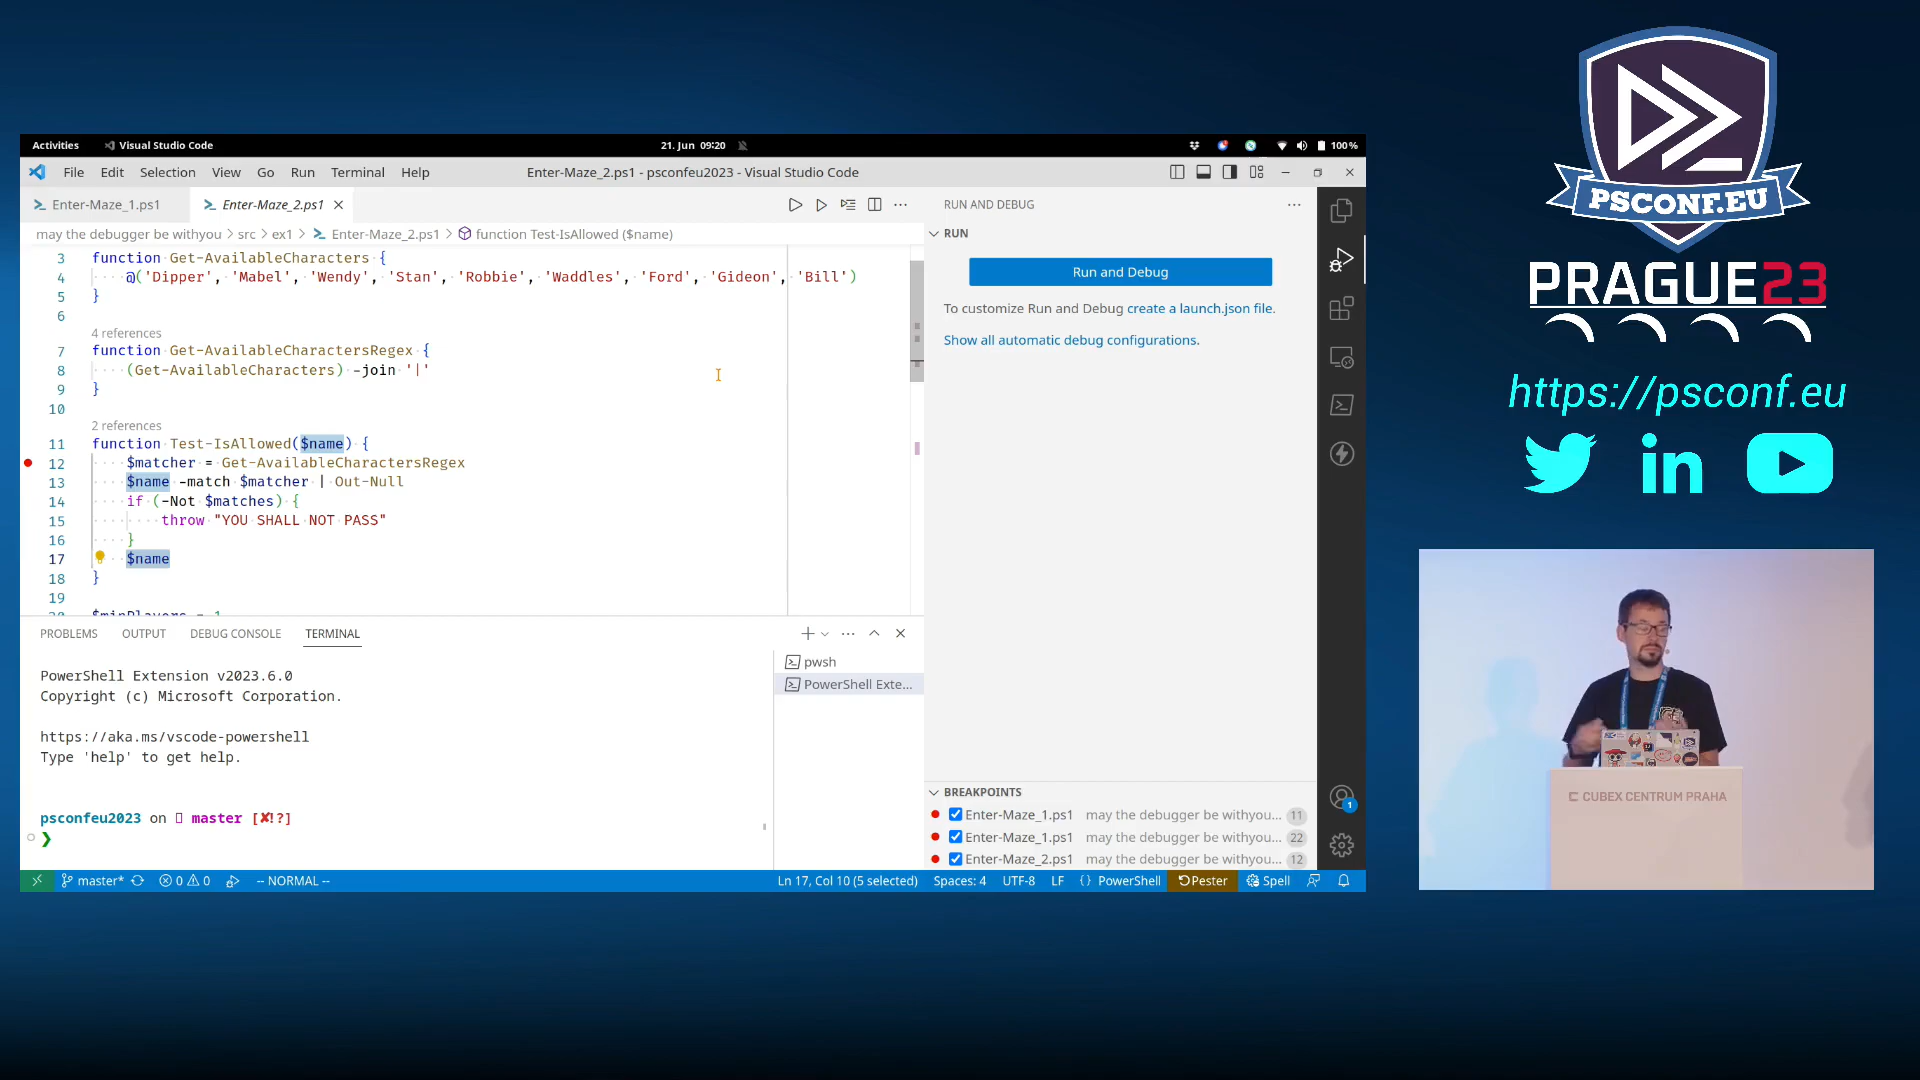 Activities
Visual Studio Code
21. Jun 09:20
100%
File Edit Selection View Go Run Terminal Help
Enter-Maze_2.ps1 - psconfeu2023 - Visual Studio Code
Enter-Maze_1.ps1
Enter-Maze_2.ps1
may the debugger be withyou > src > ex1 > Enter-Maze_2.ps1 > function Test-IsAllowed ($name)
3 function Get-AvailableCharacters {
4 @('Dipper', 'Mabel', 'Wendy', 'Stan', 'Robbie', 'Waddles', 'Ford', 'Gideon', 'Bill')
5 }
6
4 references
7 function Get-AvailableCharactersRegex {
8 (Get-AvailableCharacters) -join '|'
9 }
10
2 references
11 function Test-IsAllowed($name) {
12 $matcher = Get-AvailableCharactersRegex
13 $name -match $matcher | Out-Null
14 if (-Not $matches) {
15 throw "YOU SHALL NOT PASS"
16 }
17 $name
18 }
19
20 $minPlayers = 1
RUN AND DEBUG
RUN
Run and Debug
To customize Run and Debug create a launch.json file.
Show all automatic debug configurations.
BREAKPOINTS
Enter-Maze_1.ps1 may the debugger be withyou... 11
Enter-Maze_1.ps1 may the debugger be withyou... 22
Enter-Maze_2.ps1 may the debugger be withyou... 12
1
PROBLEMS OUTPUT DEBUG CONSOLE TERMINAL
PowerShell Extension v2023.6.0
Copyright (c) Microsoft Corporation.
https://aka.ms/vscode-powershell
Type 'help' to get help.
psconfeu2023 on master [✘!?]
❯
pwsh
PowerShell Exte...
master* 0 0 -- NORMAL --
Ln 17, Col 10 (5 selected) Spaces: 4 UTF-8 LF {} PowerShell Pester Spell
PSCONF.EU
PRAGUE23
https://psconf.eu
in
CUBEX CENTRUM PRAHA